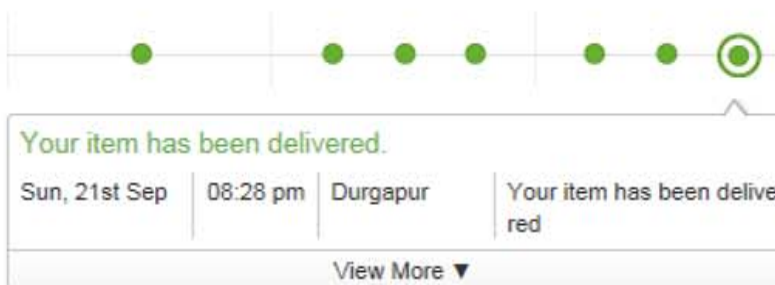 Your item has been delivered.
Sun, 21st Sep 08:28 pm Durgapur Your item has been delive
red
View More ▼